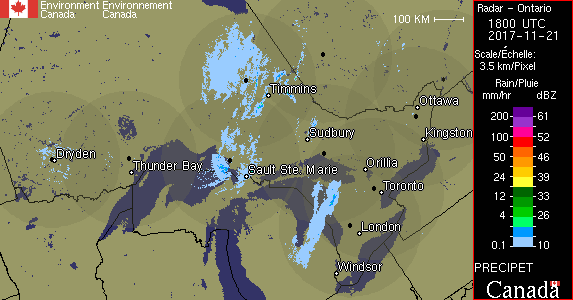 Environment Environnement
Canada Canada
100 KM
Timmins
Ottawa
Sudbury
Kingston
Dryden
Thunder Bay
Sault Ste. Marie
Orillia
Toronto
London
Windsor
Radar - Ontario
1800 UTC
2017-11-21
Scale/Échelle:
3.5 km/Pixel
Rain/Pluie
mm/hr dBZ
200 61
100 52
50 46
24 39
12 33
4 26
0.1 10
PRECIPET
Canada